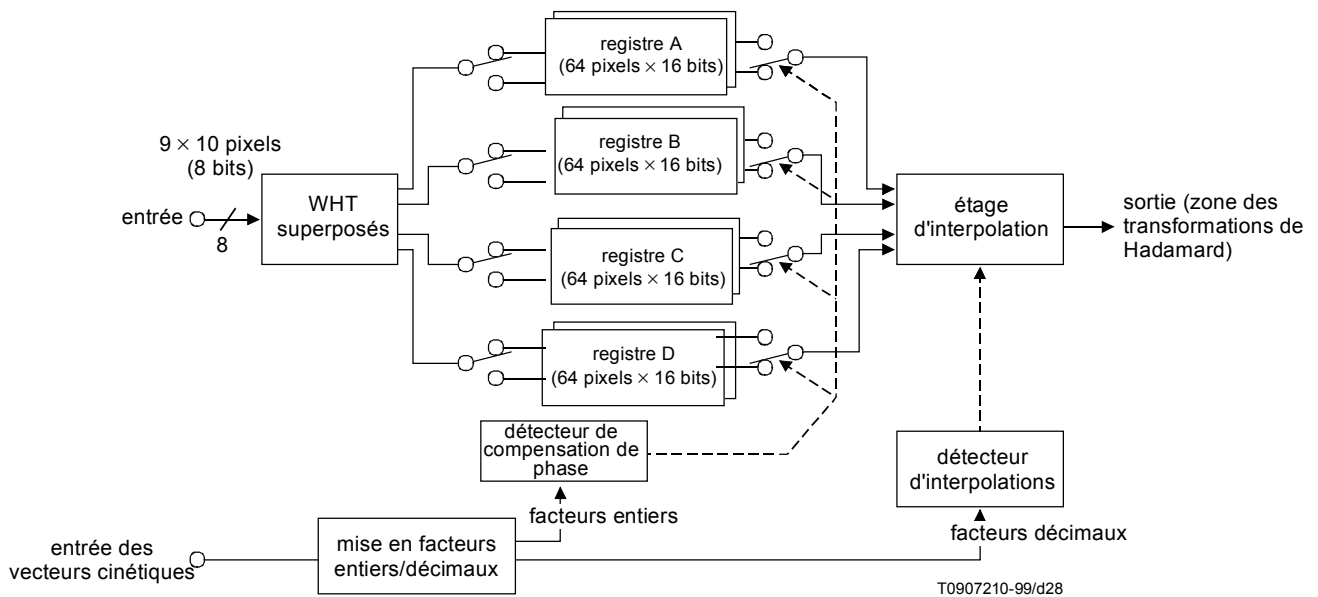 registre A
(64 pixels × 16 bits)
registre B
(64 pixels × 16 bits)
9 × 10 pixels
(8 bits)
entrée
8
WHT
superposés
étage
d'interpolation
sortie (zone des
transformations de
Hadamard)
registre C
(64 pixels × 16 bits)
registre D
(64 pixels × 16 bits)
détecteur de
compensation de
phase
détecteur
d'interpolations
facteurs entiers
facteurs décimaux
entrée des
vecteurs cinétiques
mise en facteurs
entiers/décimaux
T0907210-99/d28